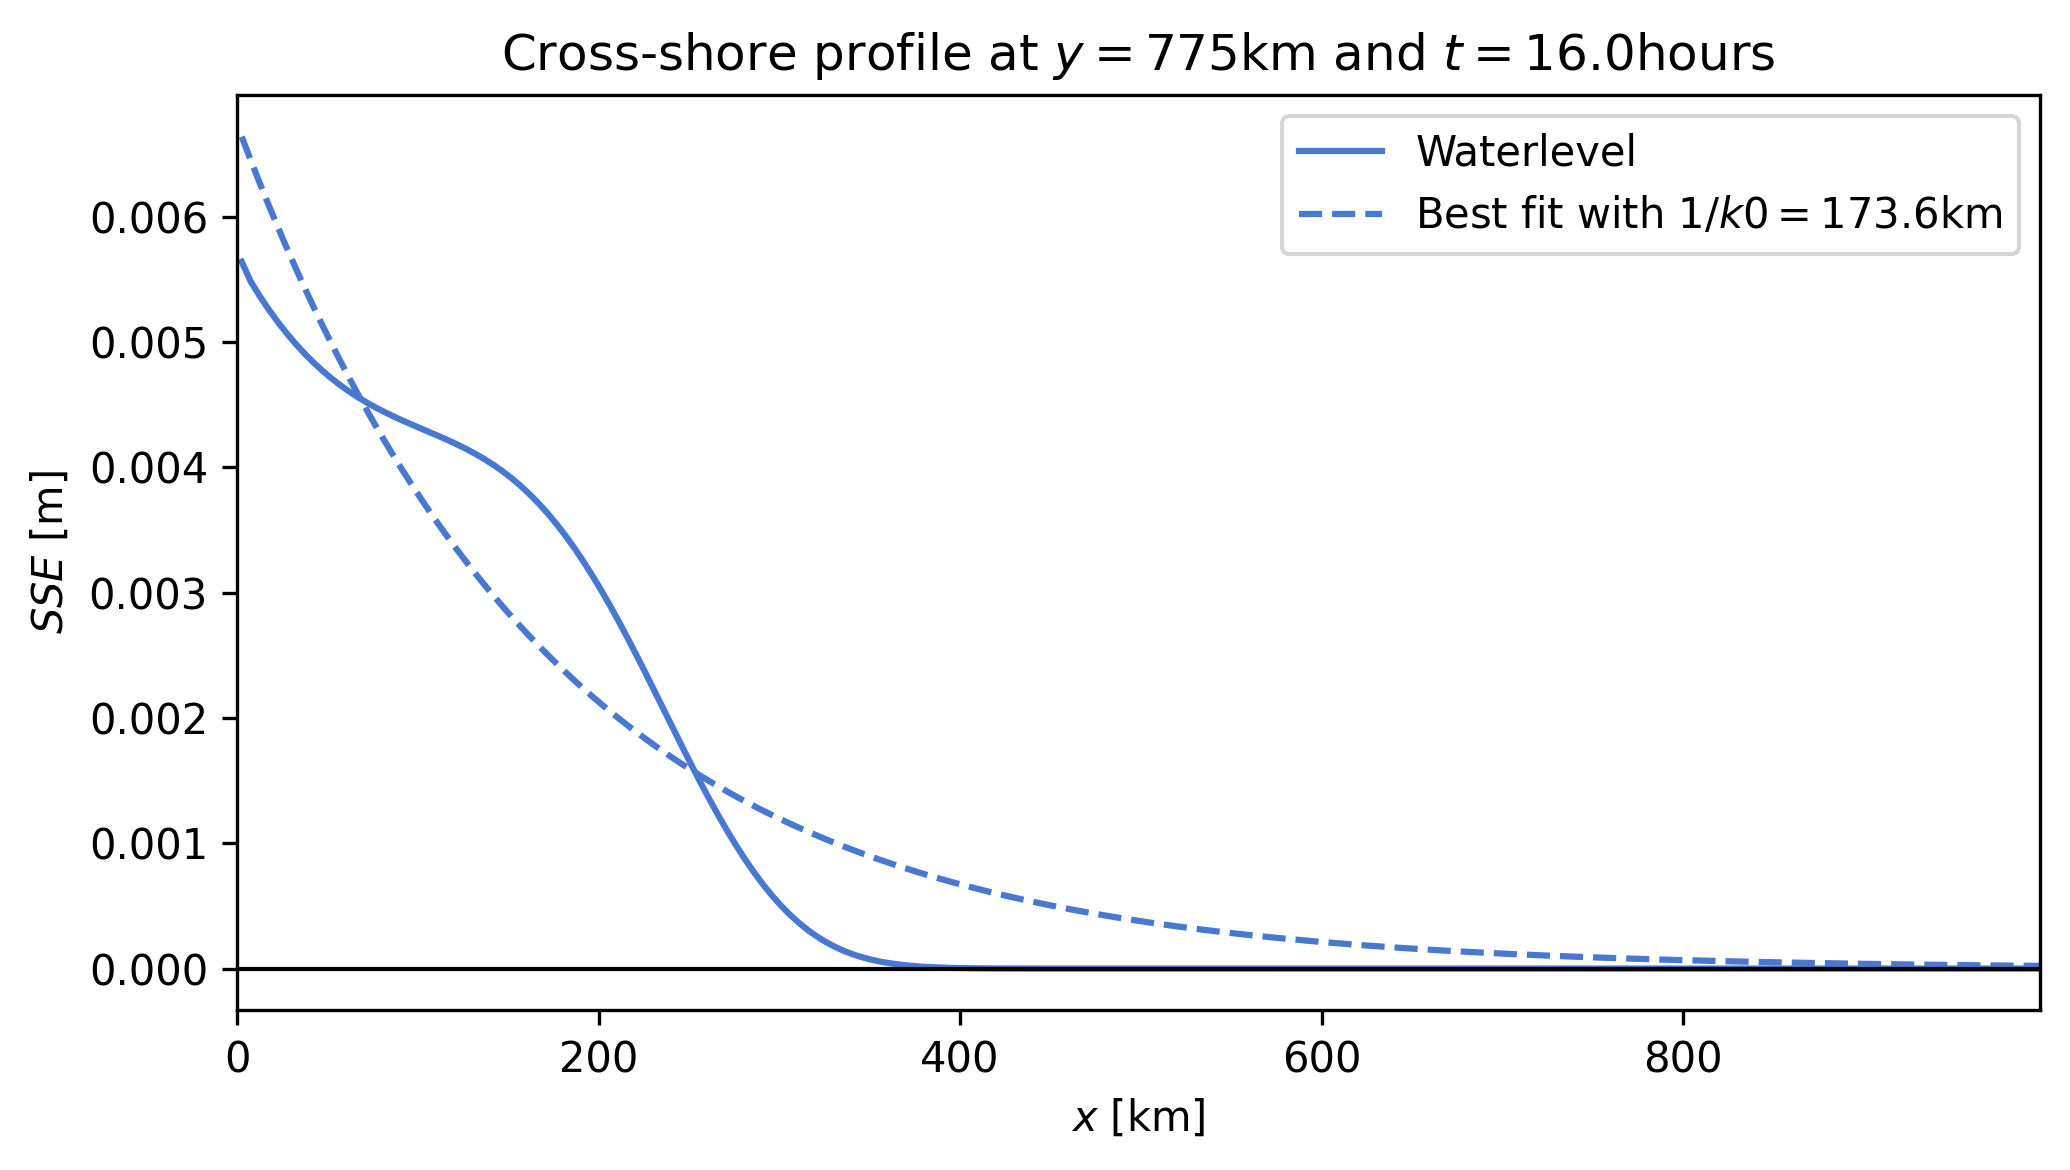 Cross-shore profile at y = 775km and t = 16.0hours
Waterlevel
Best fit with 1/k0 = 173.6km
SSE [m]
0.006
0.005
0.004
0.003
0.002
0.001
0.000
0 200 400 600 800
x [km]